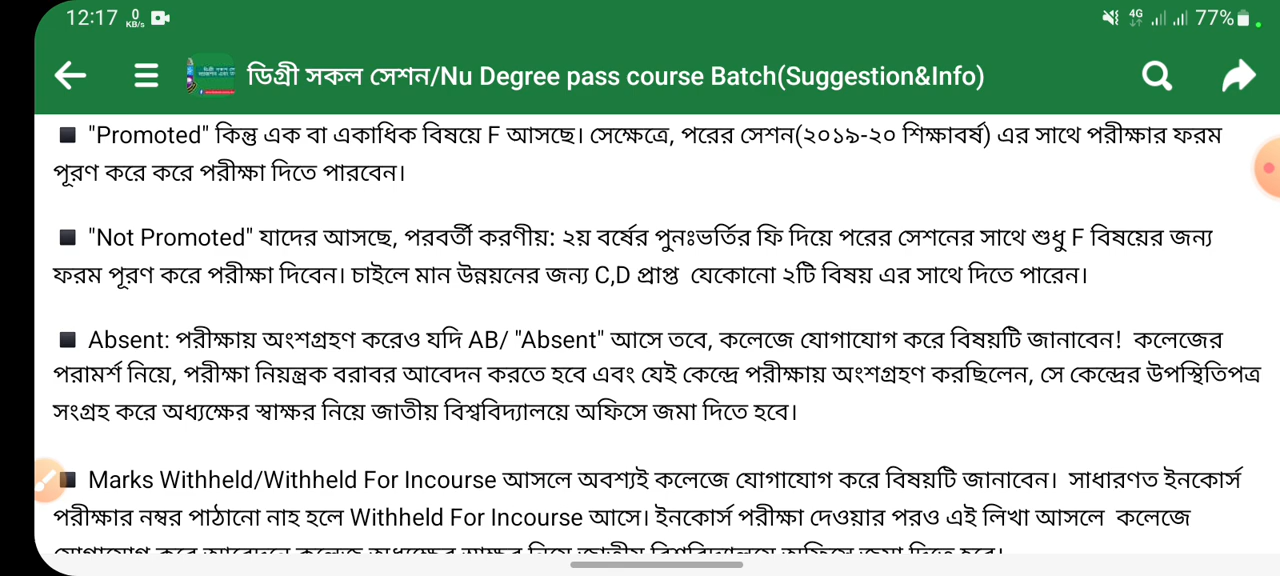 12:17 0 KB/s 4G 77%
ডিগ্রী সকল সেশন/Nu Degree pass course Batch(Suggestion&Info)
"Promoted" কিন্তু এক বা একাধিক বিষয়ে F আসছে। সেক্ষেত্রে, পরের সেশন(২০১৯-২০ শিক্ষাবর্ষ) এর সাথে পরীক্ষার ফরম
পূরণ করে করে পরীক্ষা দিতে পারবেন।
"Not Promoted" যাদের আসছে, পরবর্তী করণীয়: ২য় বর্ষের পুনঃভর্তির ফি দিয়ে পরের সেশনের সাথে শুধু F বিষয়ের জন্য
ফরম পূরণ করে পরীক্ষা দিবেন। চাইলে মান উন্নয়নের জন্য C,D প্রাপ্ত যেকোনো ২টি বিষয় এর সাথে দিতে পারেন।
Absent: পরীক্ষায় অংশগ্রহণ করেও যদি AB/ "Absent" আসে তবে, কলেজে যোগাযোগ করে বিষয়টি জানাবেন! কলেজের
পরামর্শ নিয়ে, পরীক্ষা নিয়ন্ত্রক বরাবর আবেদন করতে হবে এবং যেই কেন্দ্রে পরীক্ষায় অংশগ্রহণ করছিলেন, সে কেন্দ্রের উপস্থিতিপত্র
সংগ্রহ করে অধ্যক্ষের স্বাক্ষর নিয়ে জাতীয় বিশ্ববিদ্যালয়ে অফিসে জমা দিতে হবে।
Marks Withheld/Withheld For Incourse আসলে অবশ্যই কলেজে যোগাযোগ করে বিষয়টি জানাবেন। সাধারণত ইনকোর্স
পরীক্ষার নম্বর পাঠানো নাহ হলে Withheld For Incourse আসে। ইনকোর্স পরীক্ষা দেওয়ার পরও এই লিখা আসলে কলেজে